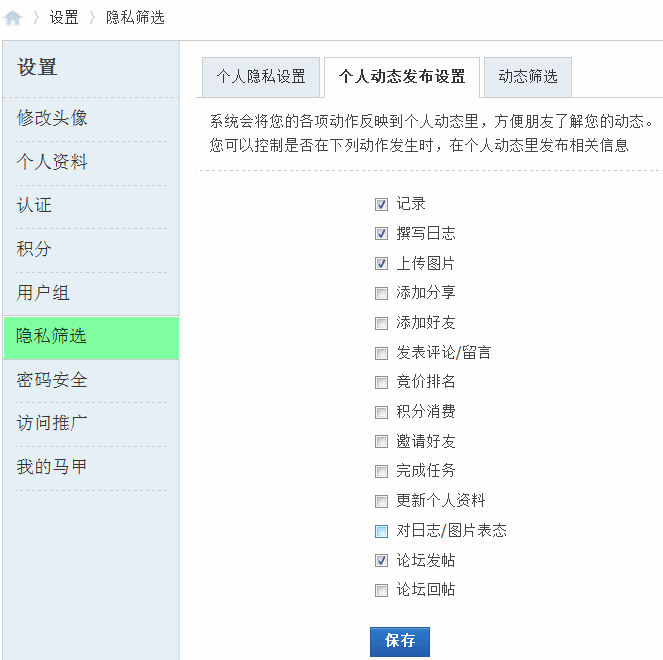 设置 隐私筛选
设置
修改头像
个人资料
认证
积分
用户组
隐私筛选
密码安全
访问推广
我的马甲
个人隐私设置 个人动态发布设置 动态筛选
系统会将您的各项动作反映到个人动态里，方便朋友了解您的动态。
您可以控制是否在下列动作发生时，在个人动态里发布相关信息
记录
撰写日志
上传图片
添加分享
添加好友
发表评论/留言
竞价排名
积分消费
邀请好友
完成任务
更新个人资料
对日志/图片表态
论坛发帖
论坛回帖
保存